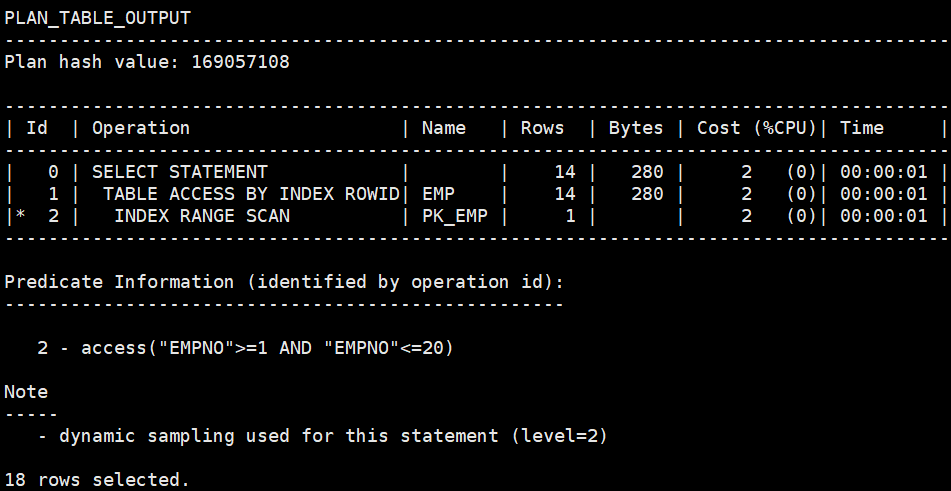 PLAN_TABLE_OUTPUT
--------------------------------------------------------------------------------------
Plan hash value: 169057108
--------------------------------------------------------------------------------------
| Id  | Operation                   | Name   | Rows  | Bytes | Cost (%CPU)| Time     |
--------------------------------------------------------------------------------------
|   0 | SELECT STATEMENT            |        |    14 |   280 |     2   (0)| 00:00:01 |
|   1 |  TABLE ACCESS BY INDEX ROWID| EMP    |    14 |   280 |     2   (0)| 00:00:01 |
|*  2 |   INDEX RANGE SCAN          | PK_EMP |     1 |       |     2   (0)| 00:00:01 |
--------------------------------------------------------------------------------------
Predicate Information (identified by operation id):
---------------------------------------------------
   2 - access("EMPNO">=1 AND "EMPNO"<=20)
Note
-----
   - dynamic sampling used for this statement (level=2)
18 rows selected.